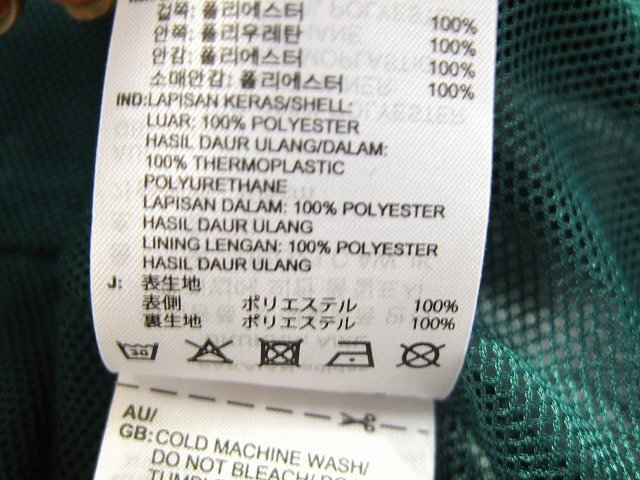 겉쪽: 폴리에스터 100%
안쪽: 폴리우레탄 100%
안감: 폴리에스터 100%
소매안감: 폴리에스터 100%
IND: LAPISAN KERAS/SHELL:
LUAR: 100% POLYESTER
HASIL DAUR ULANG/DALAM:
100% THERMOPLASTIC
POLYURETHANE
LAPISAN DALAM: 100% POLYESTER
HASIL DAUR ULANG
LINING LENGAN: 100% POLYESTER
HASIL DAUR ULANG
J: 表生地
表側 ポリエステル 100%
裏生地 ポリエステル 100%
30
AU/
GB: COLD MACHINE WASH/
DO NOT BLEACH/